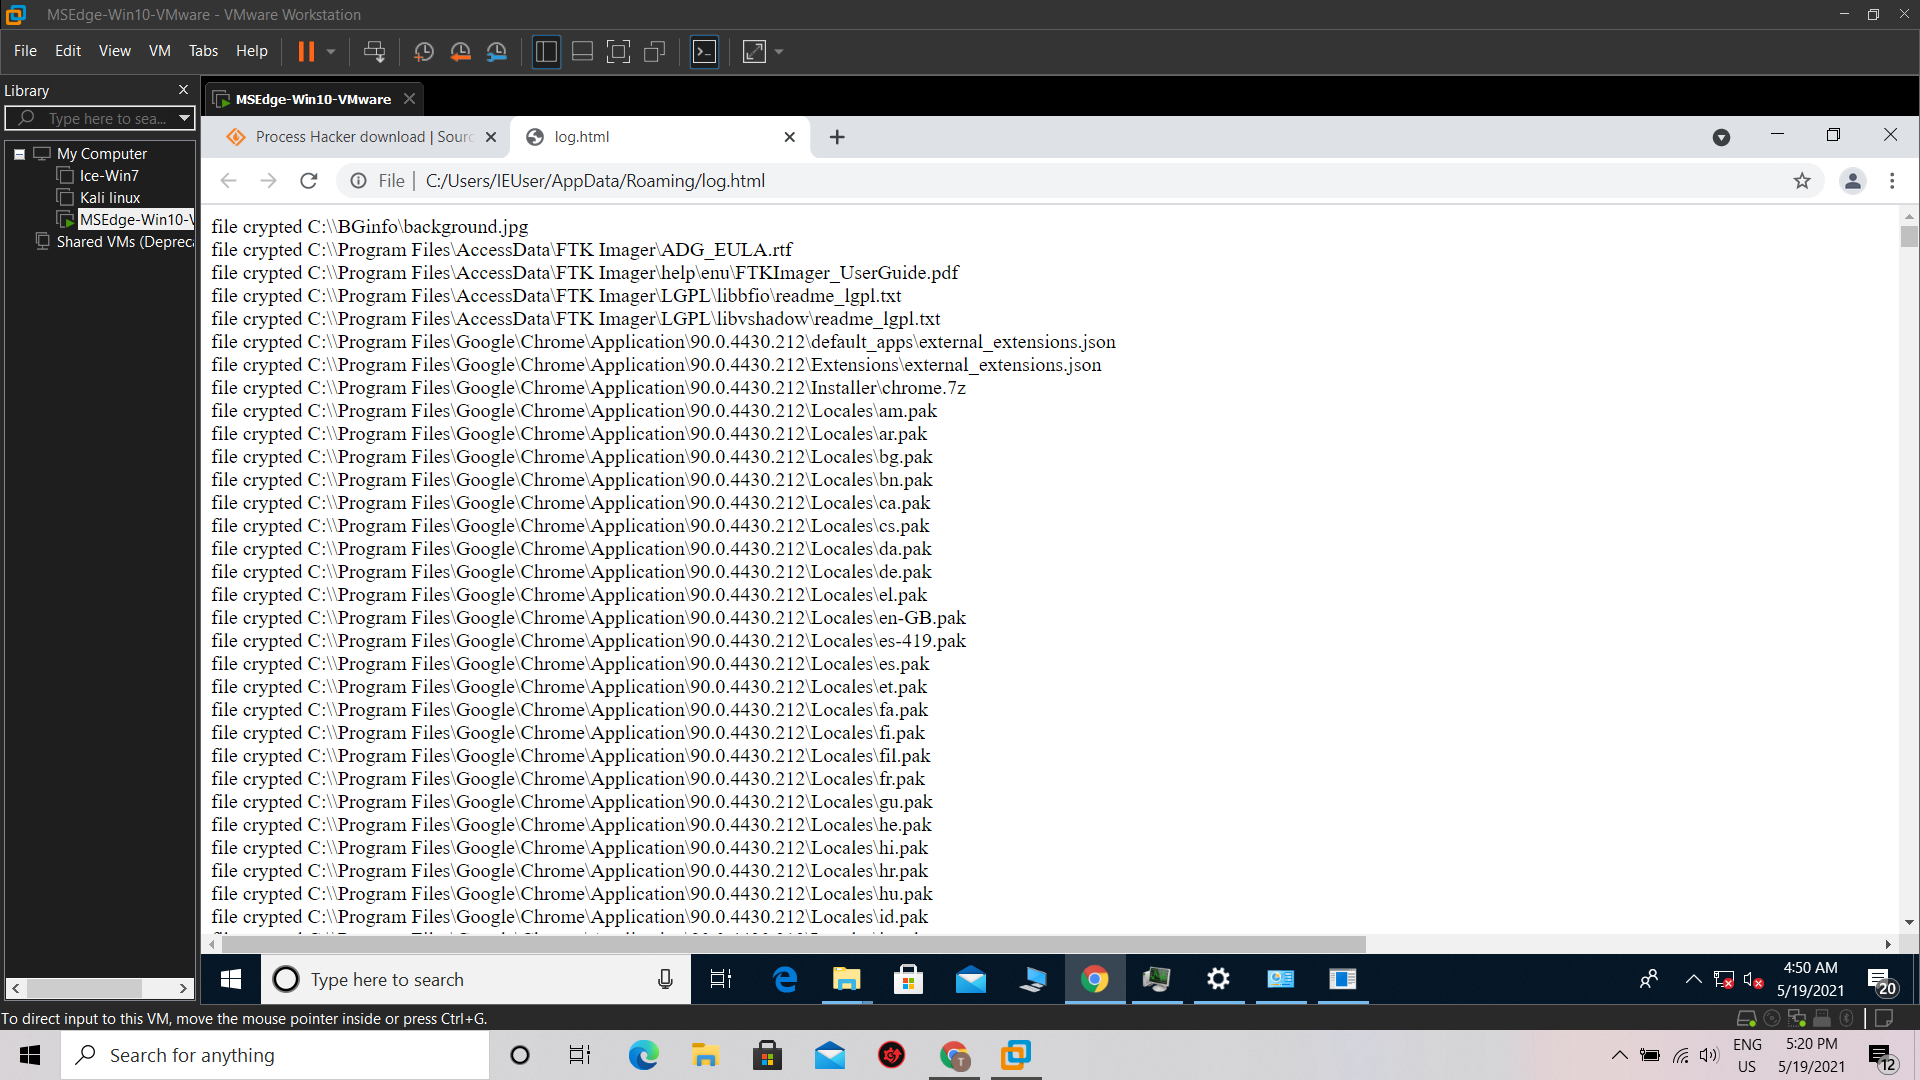 MSEdge-Win10-VMware - VMware Workstation
File Edit View VM Tabs Help
Library
Type here to sea...
My Computer
Ice-Win7
Kali linux
MSEdge-Win10-V
Shared VMs (Depreca
MSEdge-Win10-VMware
Process Hacker download | Sourc
log.html
File | C:/Users/IEUser/AppData/Roaming/log.html
file crypted C:\\BGinfo\background.jpg
file crypted C:\\Program Files\AccessData\FTK Imager\ADG_EULA.rtf
file crypted C:\\Program Files\AccessData\FTK Imager\help\enu\FTKImager_UserGuide.pdf
file crypted C:\\Program Files\AccessData\FTK Imager\LGPL\libbfio\readme_lgpl.txt
file crypted C:\\Program Files\AccessData\FTK Imager\LGPL\libvshadow\readme_lgpl.txt
file crypted C:\\Program Files\Google\Chrome\Application\90.0.4430.212\default_apps\external_extensions.json
file crypted C:\\Program Files\Google\Chrome\Application\90.0.4430.212\Extensions\external_extensions.json
file crypted C:\\Program Files\Google\Chrome\Application\90.0.4430.212\Installer\chrome.7z
file crypted C:\\Program Files\Google\Chrome\Application\90.0.4430.212\Locales\am.pak
file crypted C:\\Program Files\Google\Chrome\Application\90.0.4430.212\Locales\ar.pak
file crypted C:\\Program Files\Google\Chrome\Application\90.0.4430.212\Locales\bg.pak
file crypted C:\\Program Files\Google\Chrome\Application\90.0.4430.212\Locales\bn.pak
file crypted C:\\Program Files\Google\Chrome\Application\90.0.4430.212\Locales\ca.pak
file crypted C:\\Program Files\Google\Chrome\Application\90.0.4430.212\Locales\cs.pak
file crypted C:\\Program Files\Google\Chrome\Application\90.0.4430.212\Locales\da.pak
file crypted C:\\Program Files\Google\Chrome\Application\90.0.4430.212\Locales\de.pak
file crypted C:\\Program Files\Google\Chrome\Application\90.0.4430.212\Locales\el.pak
file crypted C:\\Program Files\Google\Chrome\Application\90.0.4430.212\Locales\en-GB.pak
file crypted C:\\Program Files\Google\Chrome\Application\90.0.4430.212\Locales\es-419.pak
file crypted C:\\Program Files\Google\Chrome\Application\90.0.4430.212\Locales\es.pak
file crypted C:\\Program Files\Google\Chrome\Application\90.0.4430.212\Locales\et.pak
file crypted C:\\Program Files\Google\Chrome\Application\90.0.4430.212\Locales\fa.pak
file crypted C:\\Program Files\Google\Chrome\Application\90.0.4430.212\Locales\fi.pak
file crypted C:\\Program Files\Google\Chrome\Application\90.0.4430.212\Locales\fil.pak
file crypted C:\\Program Files\Google\Chrome\Application\90.0.4430.212\Locales\fr.pak
file crypted C:\\Program Files\Google\Chrome\Application\90.0.4430.212\Locales\gu.pak
file crypted C:\\Program Files\Google\Chrome\Application\90.0.4430.212\Locales\he.pak
file crypted C:\\Program Files\Google\Chrome\Application\90.0.4430.212\Locales\hi.pak
file crypted C:\\Program Files\Google\Chrome\Application\90.0.4430.212\Locales\hr.pak
file crypted C:\\Program Files\Google\Chrome\Application\90.0.4430.212\Locales\hu.pak
file crypted C:\\Program Files\Google\Chrome\Application\90.0.4430.212\Locales\id.pak
Type here to search
4:50 AM
5/19/2021
20
To direct input to this VM, move the mouse pointer inside or press Ctrl+G.
Search for anything
T
ENG
US
5:20 PM
5/19/2021
12